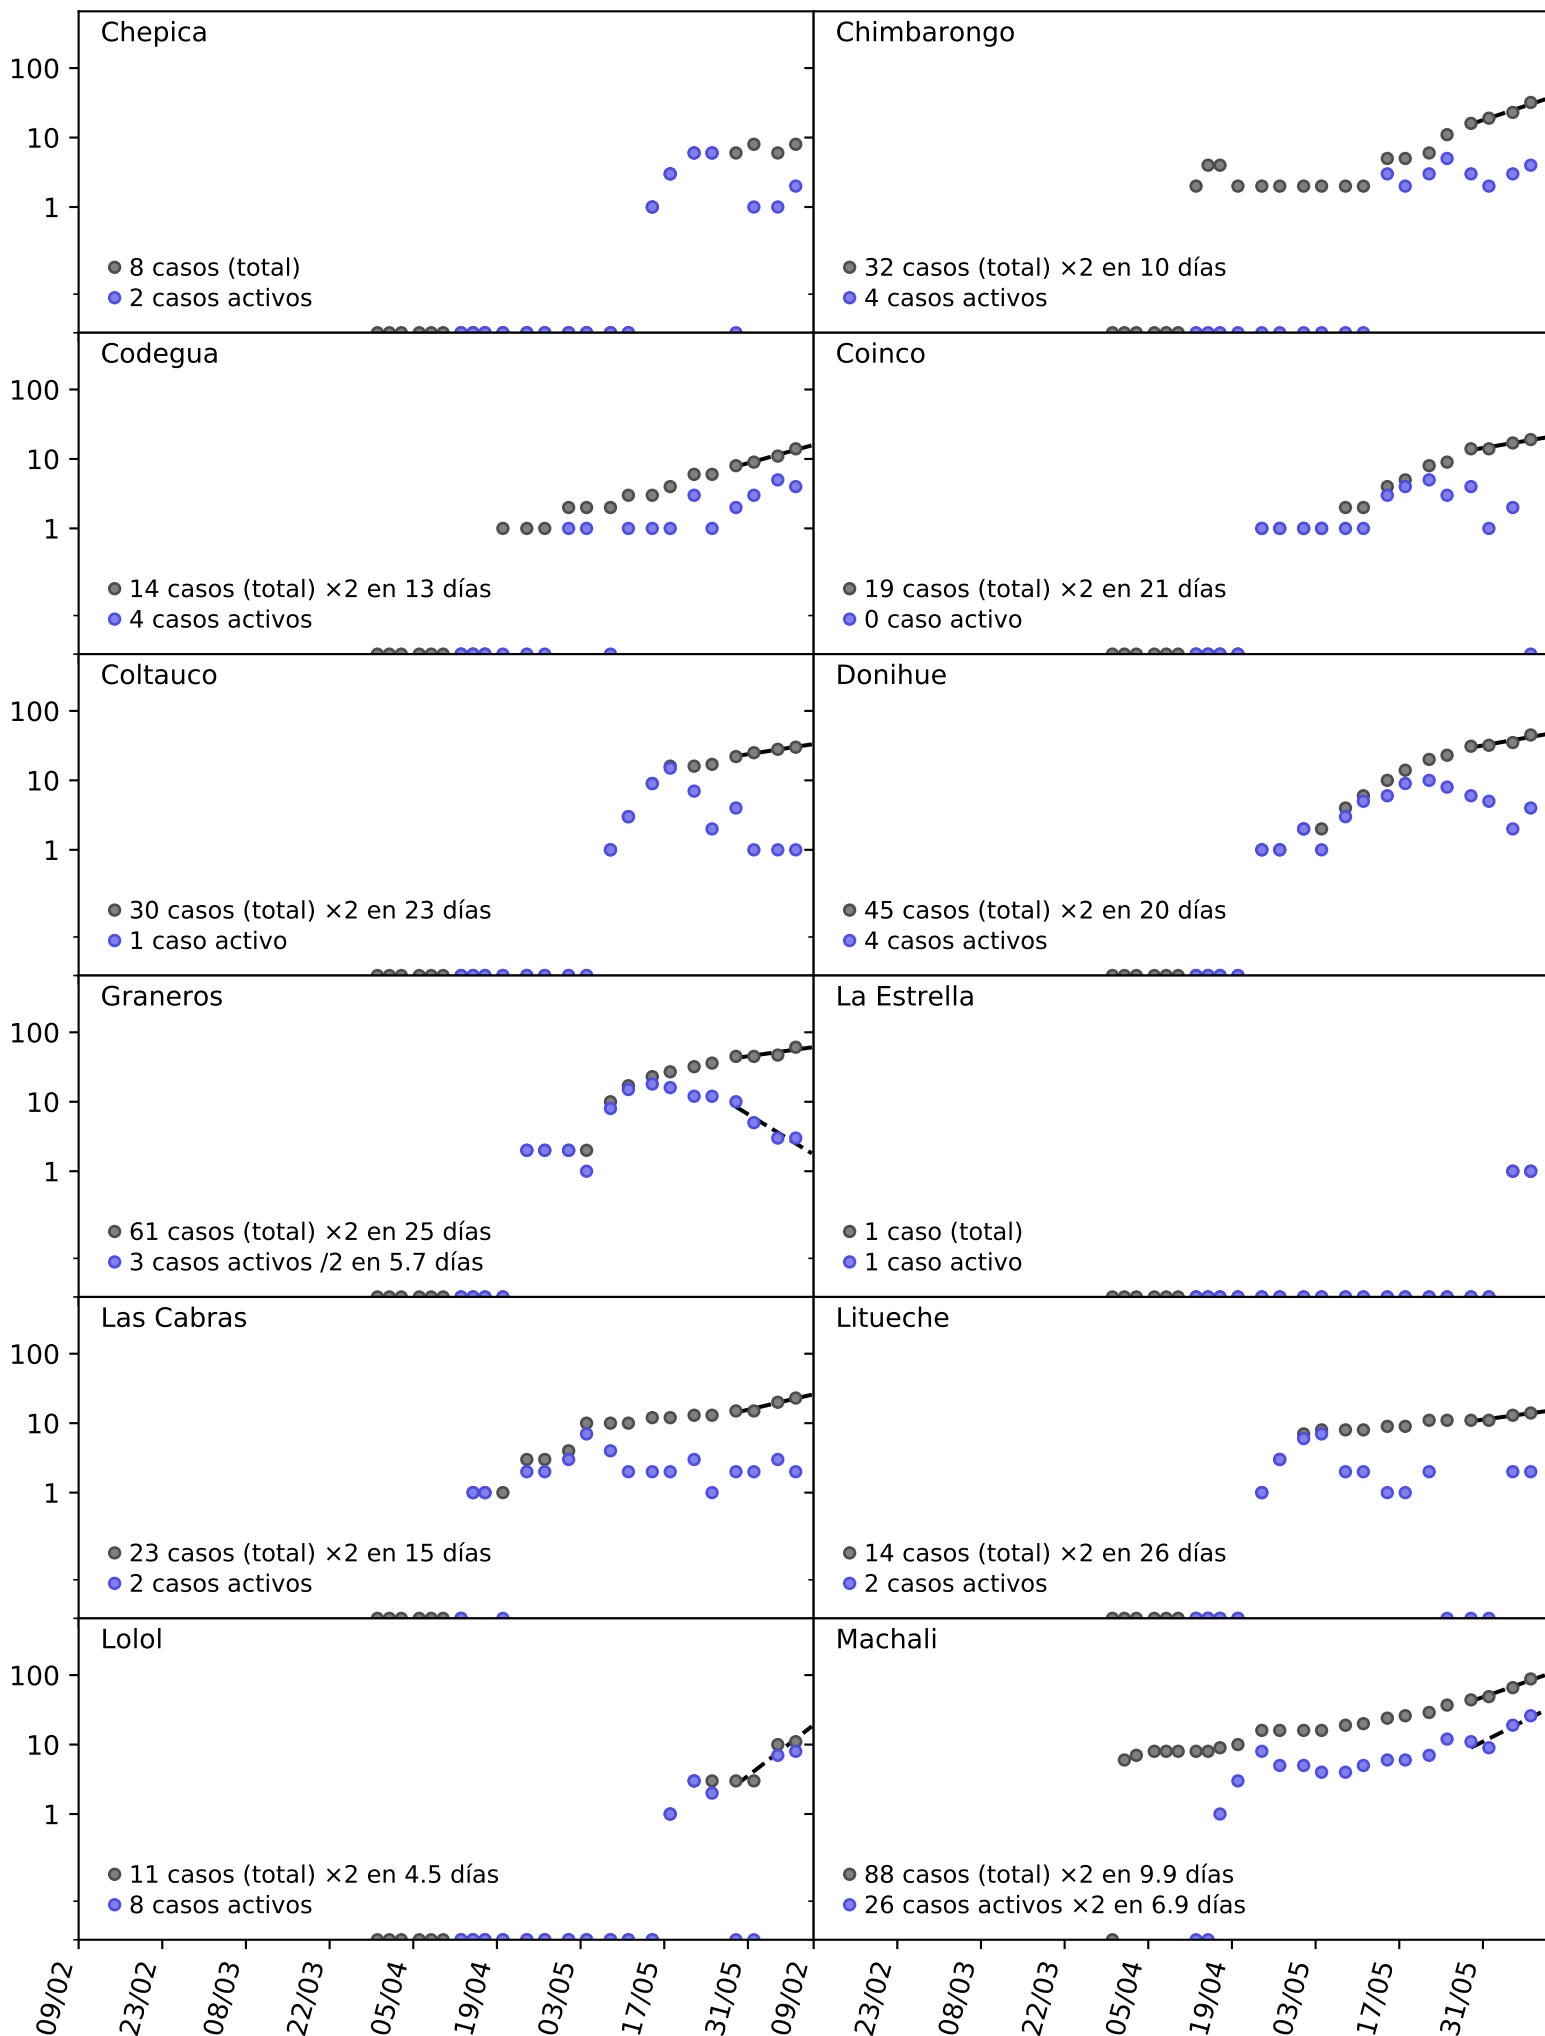 Chepica
100
10
1
8 casos (total)
2 casos activos
Chimbarongo
32 casos (total) ×2 en 10 días
4 casos activos
Codegua
100
10
1
14 casos (total) ×2 en 13 días
4 casos activos
Coinco
19 casos (total) ×2 en 21 días
0 caso activo
Coltauco
100
10
1
30 casos (total) ×2 en 23 días
1 caso activo
Donihue
45 casos (total) ×2 en 20 días
4 casos activos
Graneros
100
10
1
61 casos (total) ×2 en 25 días
3 casos activos /2 en 5.7 días
La Estrella
1 caso (total)
1 caso activo
Las Cabras
100
10
1
23 casos (total) ×2 en 15 días
2 casos activos
Litueche
14 casos (total) ×2 en 26 días
2 casos activos
Lolol
100
10
1
11 casos (total) ×2 en 4.5 días
8 casos activos
Machali
88 casos (total) ×2 en 9.9 días
26 casos activos ×2 en 6.9 días
09/02
23/02
08/03
22/03
05/04
19/04
03/05
17/05
31/05
09/02
23/02
08/03
22/03
05/04
19/04
03/05
17/05
31/05